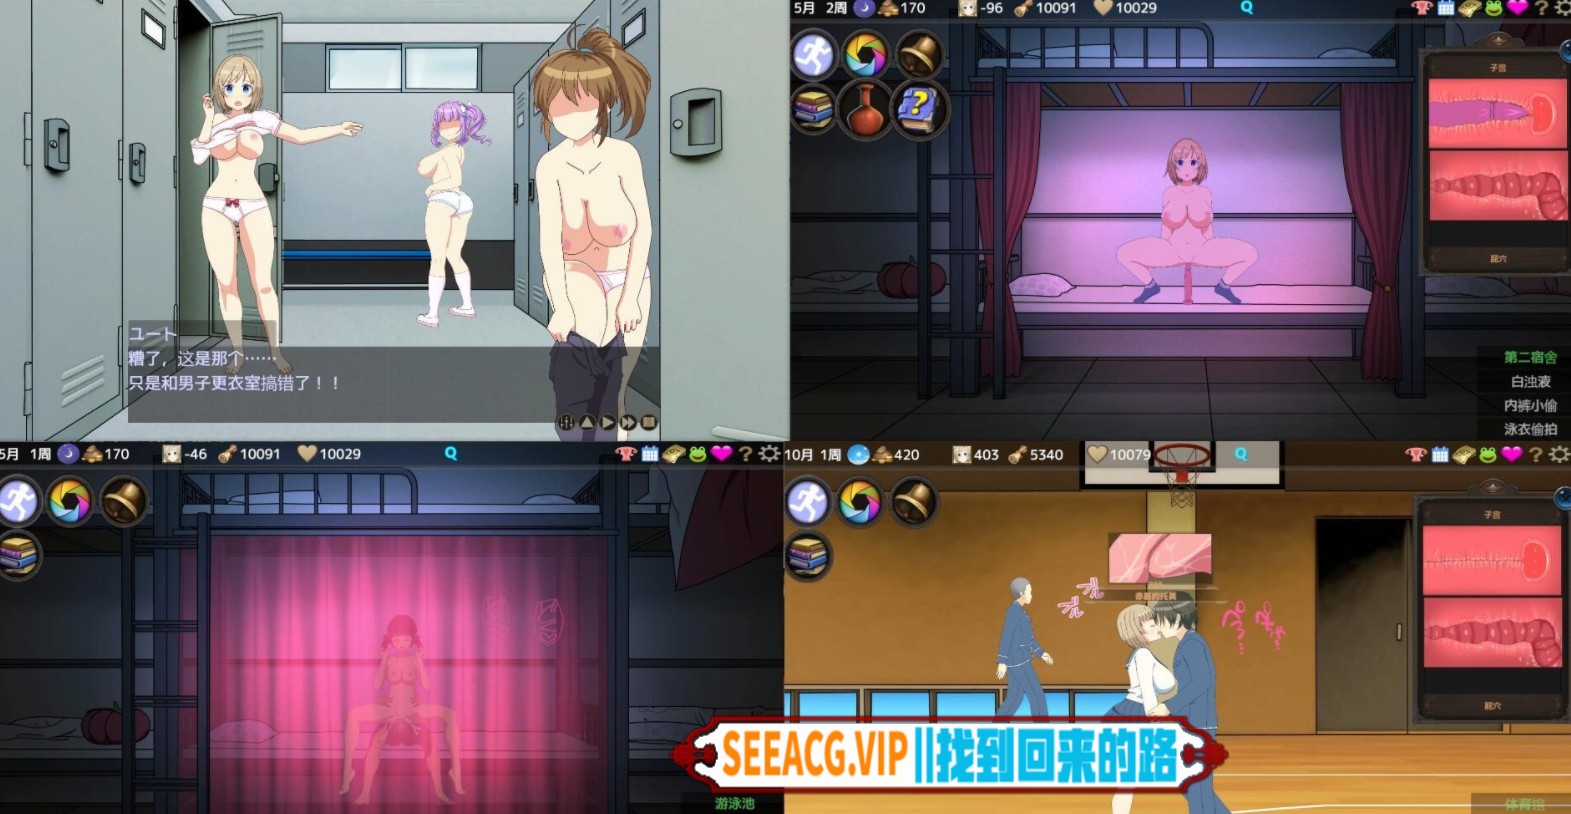 ユート
糟了，这是那个……
只是和男子更衣室搞错了！！
5月 2周 170 -96 10091 10029 Q ?
子宫
屁穴
第二宿舍
白浊液
内裤小偷
泳衣偷拍
5月 1周 170 -46 10091 10029 Q ?
游泳池
10月 1周 420 403 5340 10079 Q ?
子宫
屁穴
体育馆
SEEACG.VIP||找到回来的路